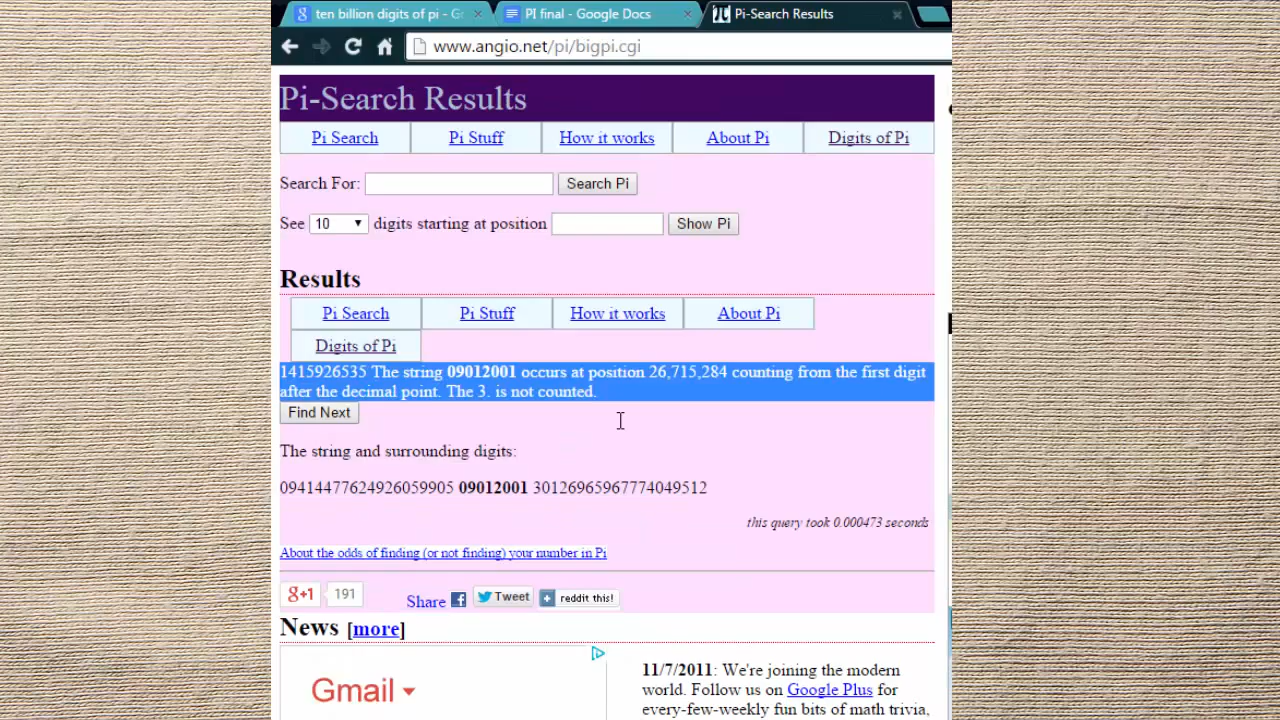 ten billion digits of pi - G
PI final - Google Docs
Pi-Search Results
www.angio.net/pi/bigpi.cgi
Pi-Search Results
Pi Search
Pi Stuff
How it works
About Pi
Digits of Pi
Search For:
Search Pi
See 10 digits starting at position
Show Pi
Results
Pi Search
Pi Stuff
How it works
About Pi
Digits of Pi
1415926535 The string 09012001 occurs at position 26,715,284 counting from the first digit
after the decimal point. The 3. is not counted.
Find Next
The string and surrounding digits:
09414477624926059905 09012001 30126965967774049512
this query took 0.000473 seconds
About the odds of finding (or not finding) your number in Pi
g+1 191
Share
Tweet
reddit this!
News [more]
Gmail
11/7/2011: We're joining the modern
world. Follow us on Google Plus for
every-few-weekly fun bits of math trivia,